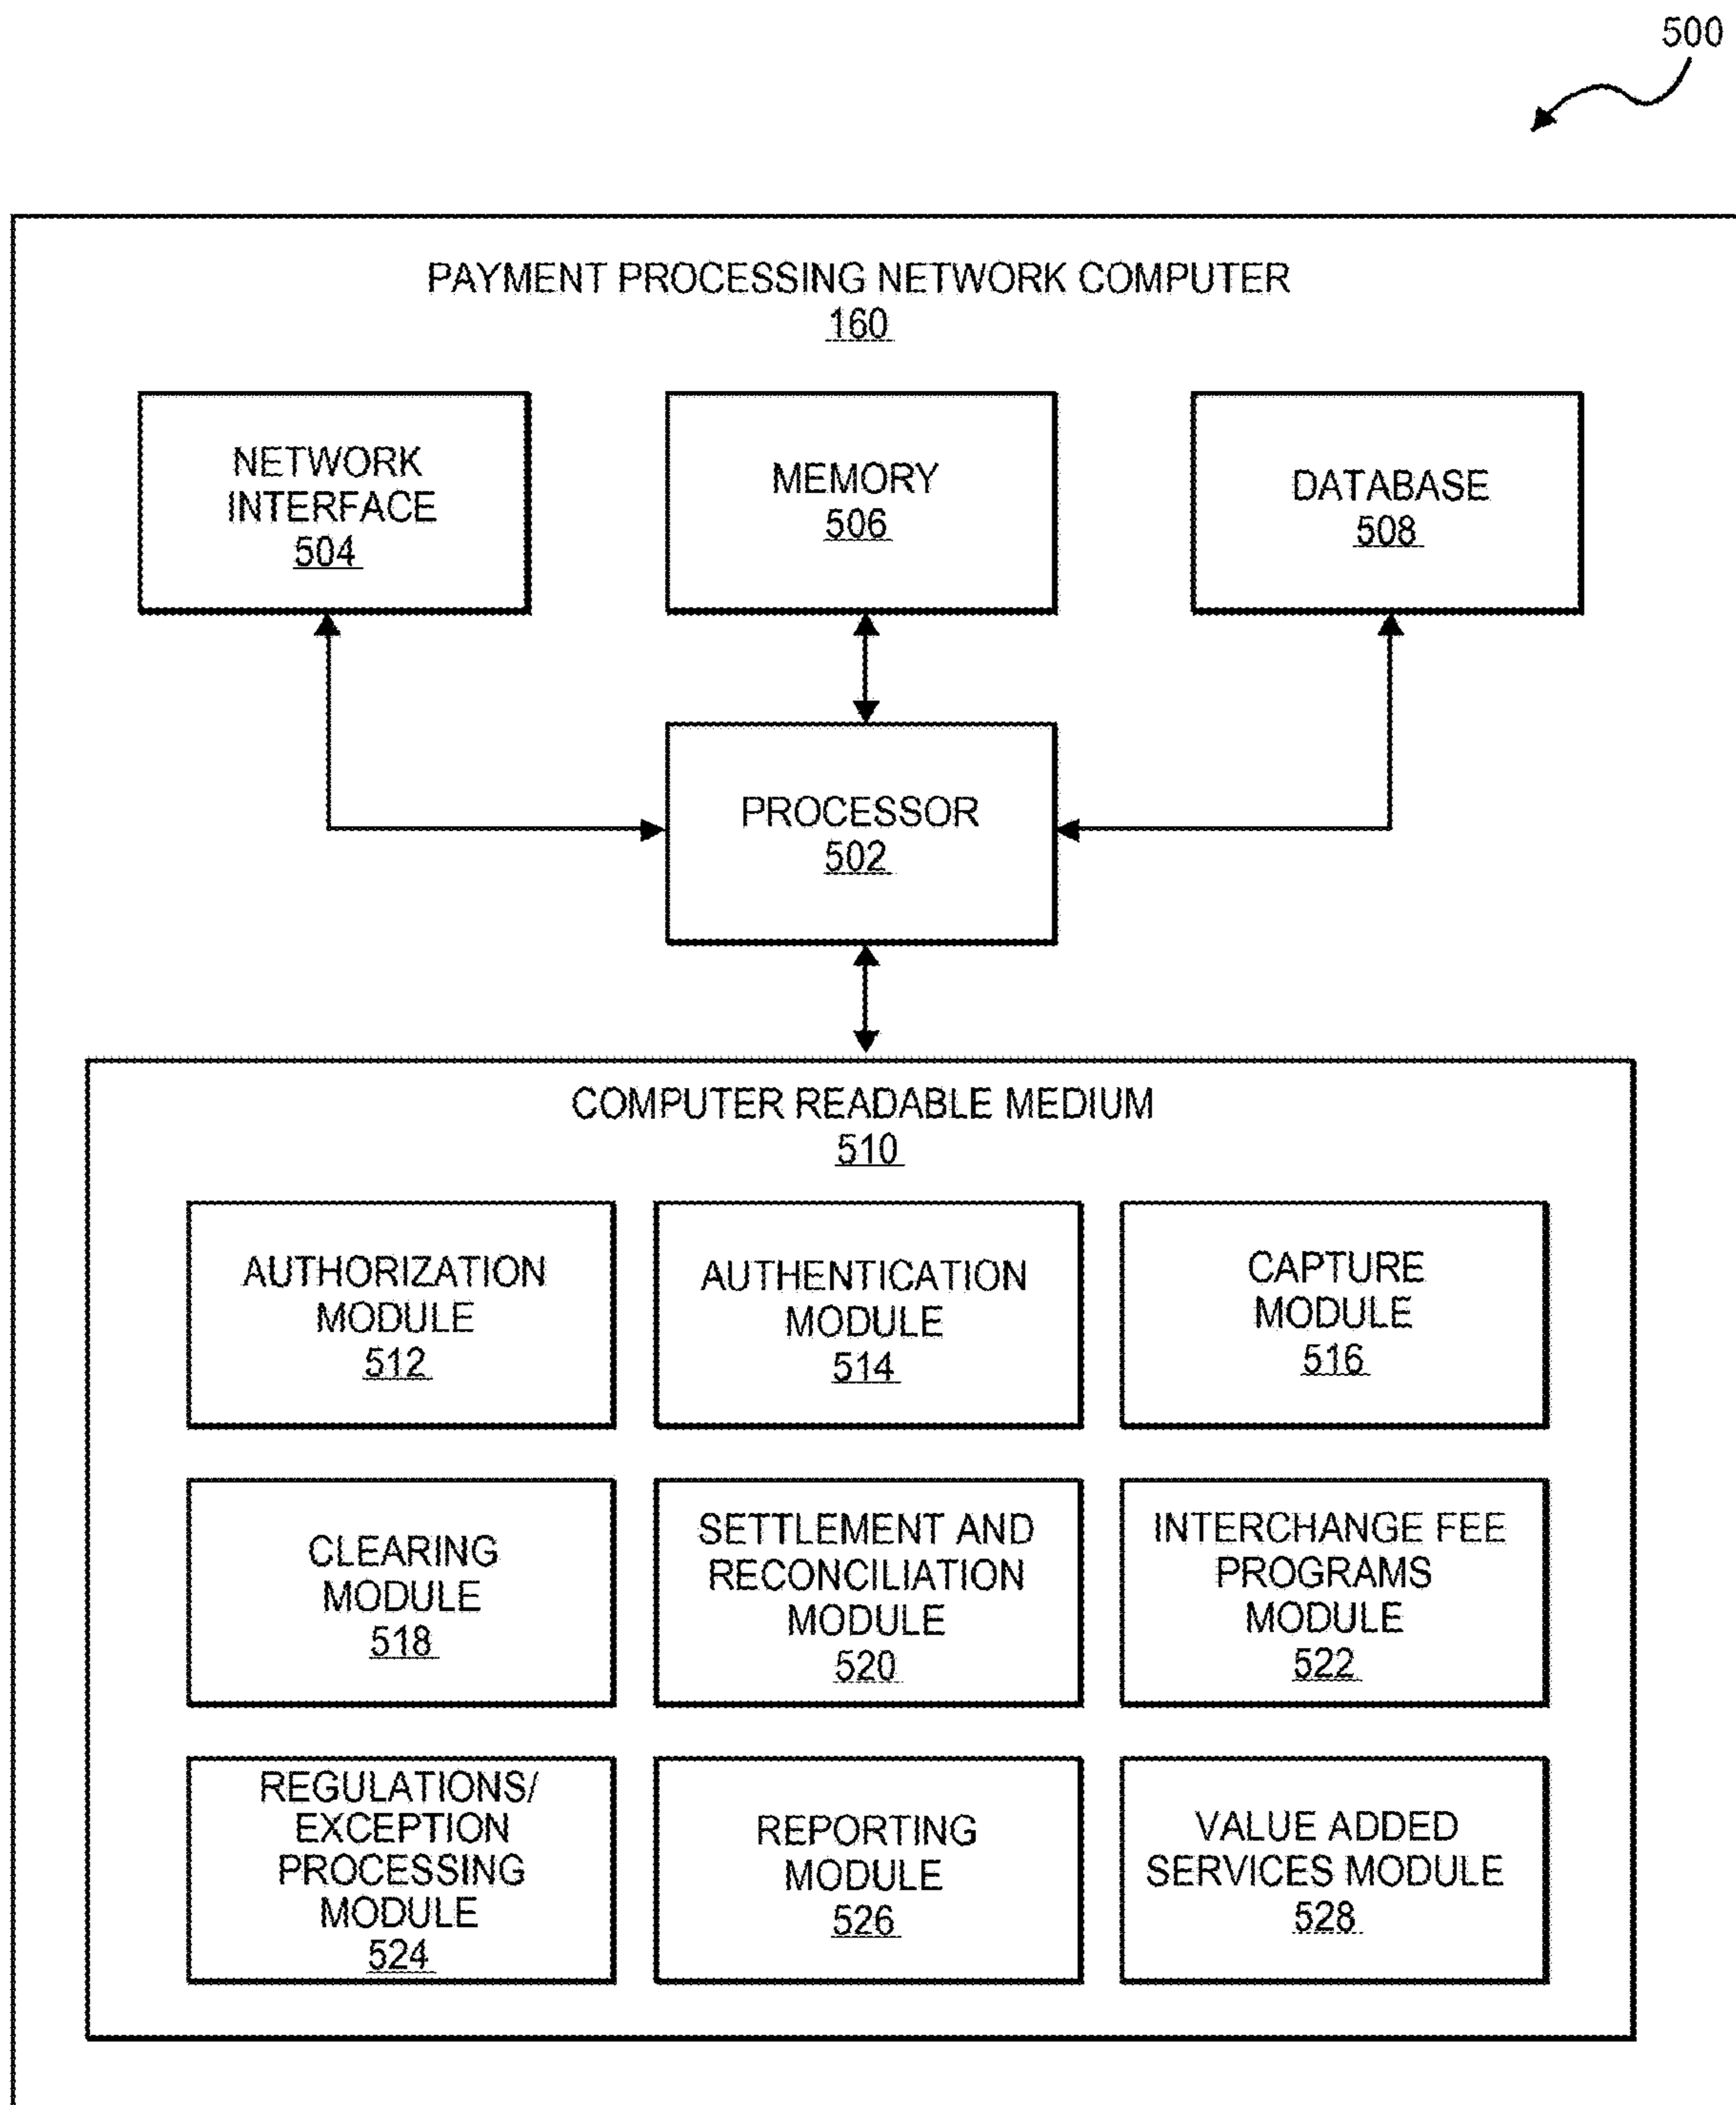 500
PAYMENT PROCESSING NETWORK COMPUTER
160
NETWORK
INTERFACE
504
MEMORY
506
DATABASE
508
PROCESSOR
502
COMPUTER READABLE MEDIUM
510
AUTHORIZATION
MODULE
512
AUTHENTICATION
MODULE
514
CAPTURE
MODULE
516
CLEARING
MODULE
518
SETTLEMENT AND
RECONCILIATION
MODULE
520
INTERCHANGE FEE
PROGRAMS
MODULE
522
REGULATIONS/
EXCEPTION
PROCESSING
MODULE
524
REPORTING
MODULE
526
VALUE ADDED
SERVICES MODULE
528